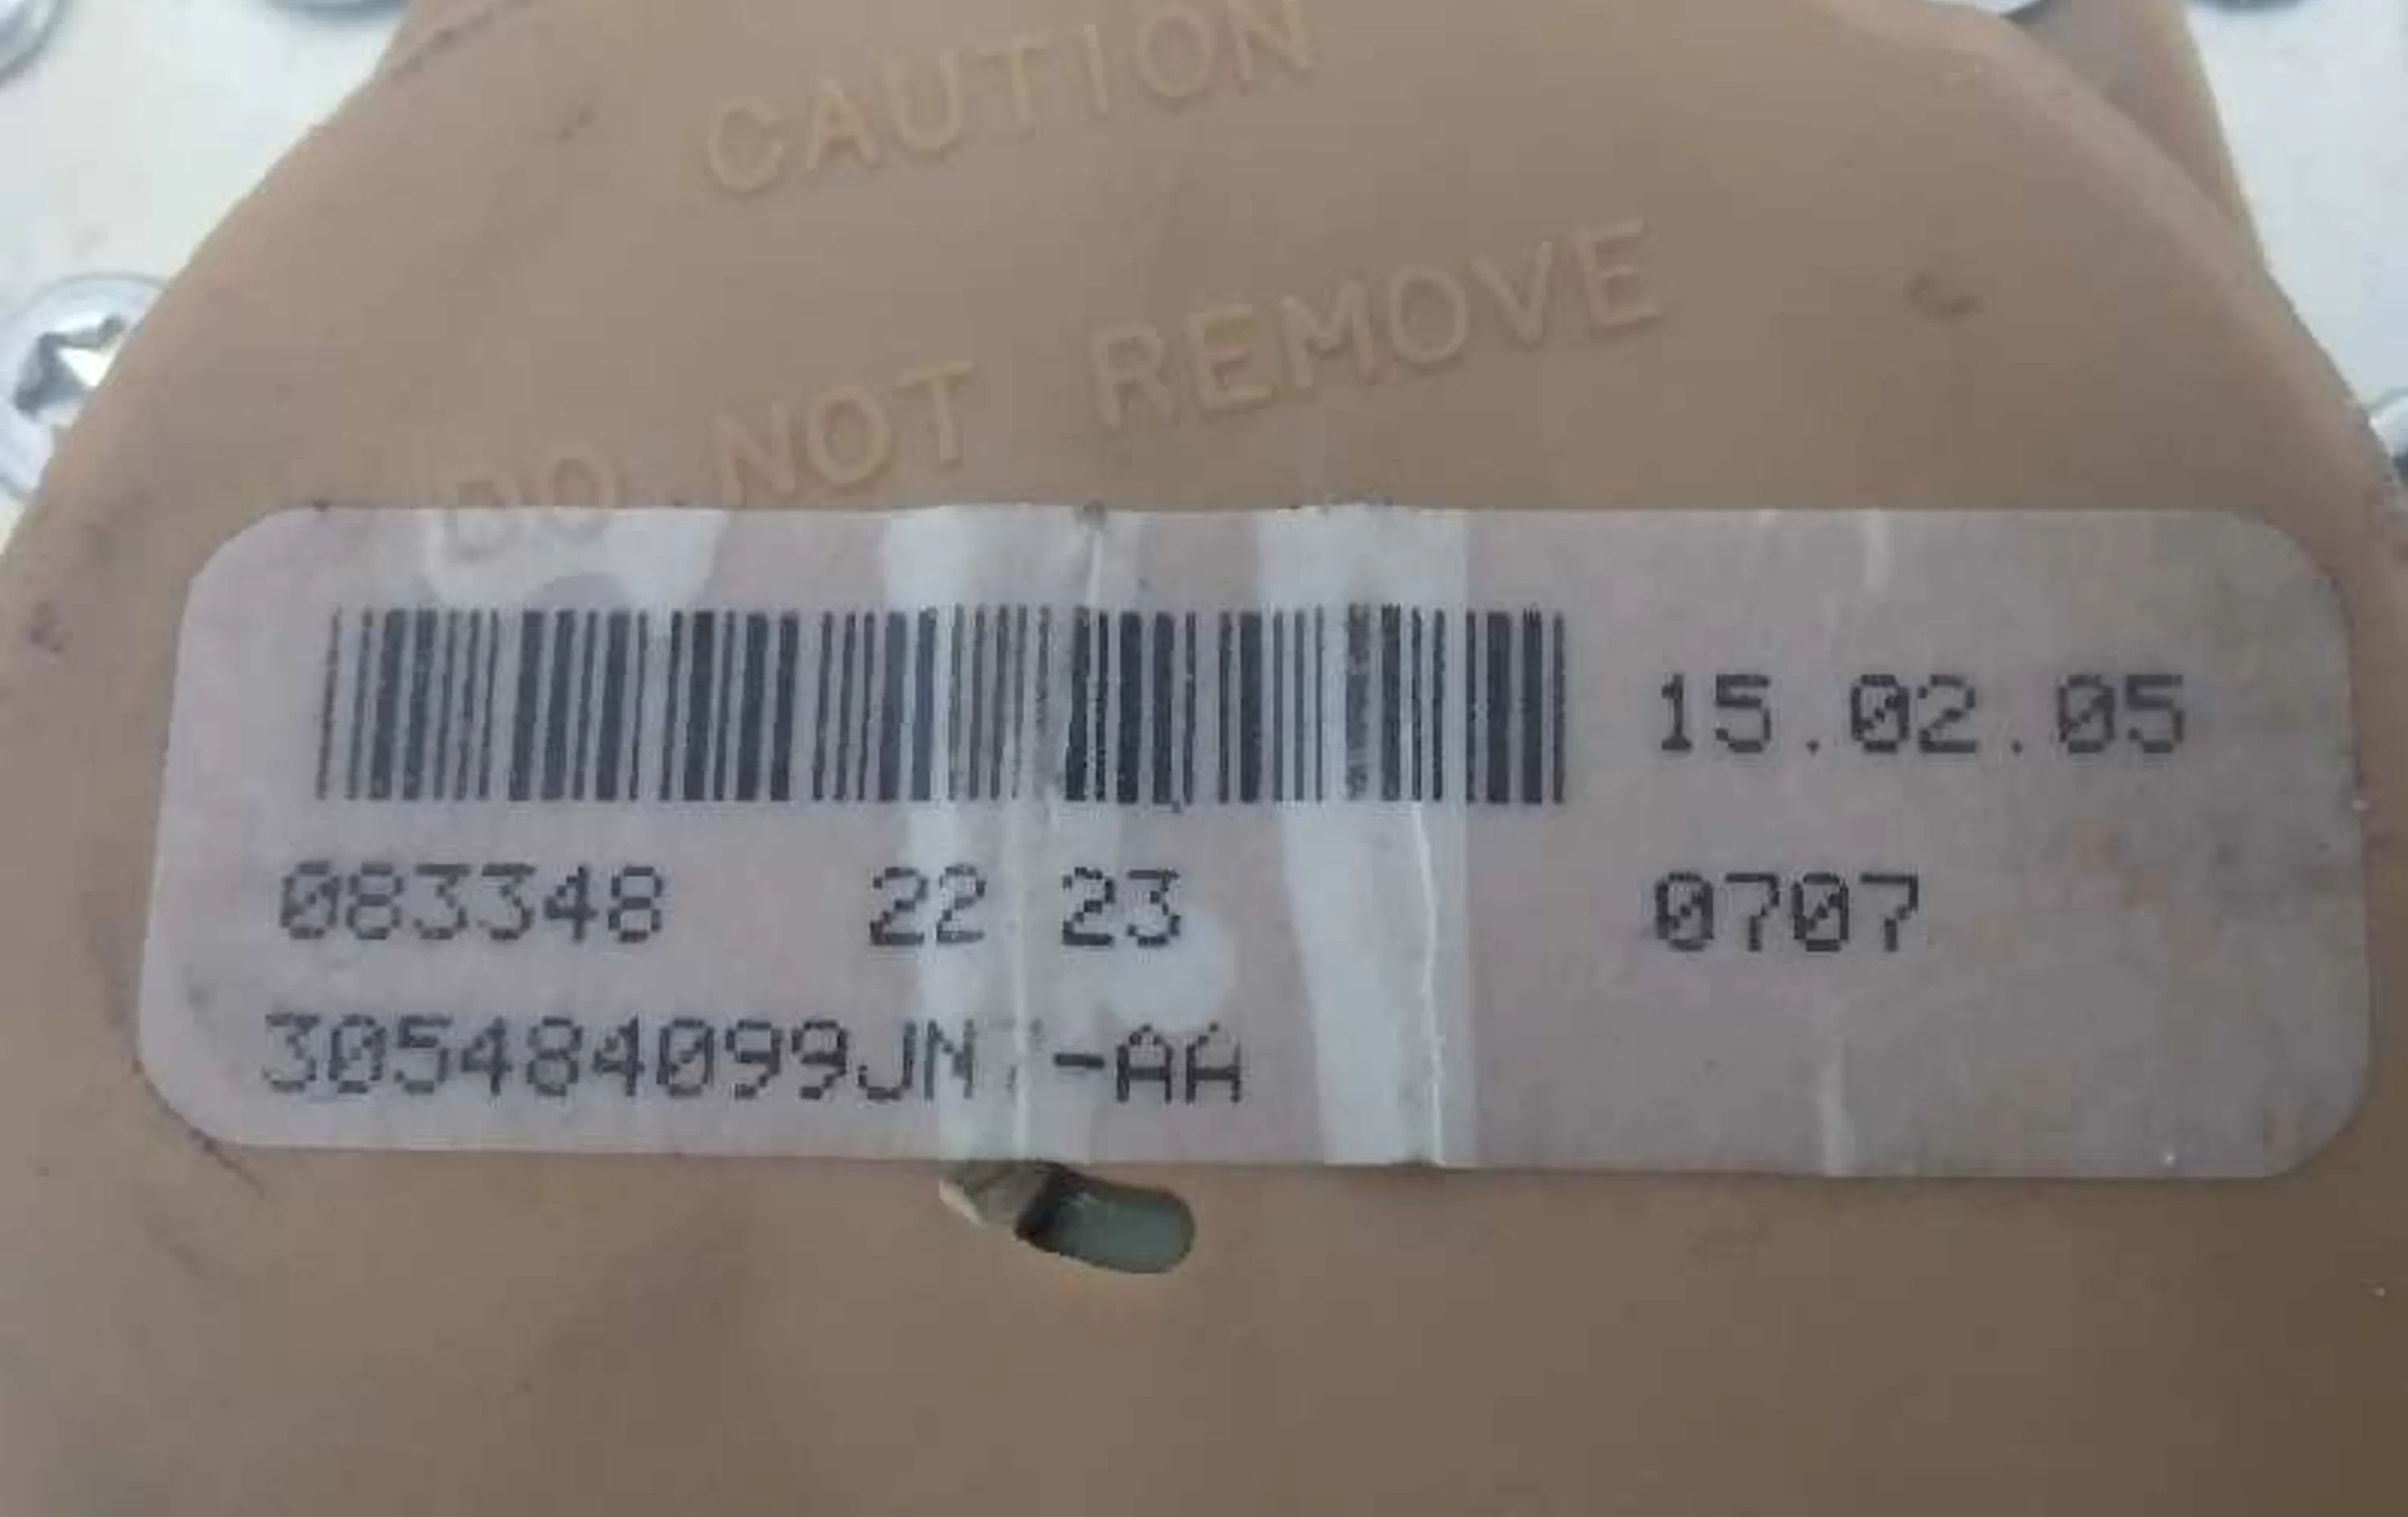 CAUTION
DO NOT REMOVE
15.02.05
083348 22 23 0707
305484099JN -AA